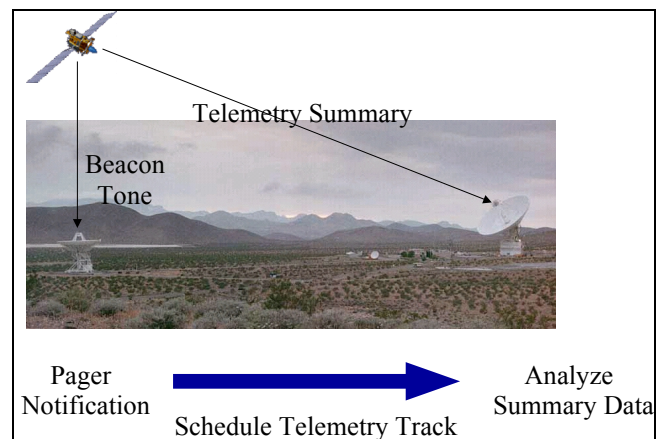 Telemetry Summary
Beacon
Tone
Pager
Notification
Schedule Telemetry Track
Analyze
Summary Data